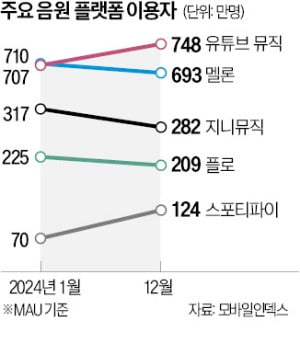 주요 음원 플랫폼 이용자 (단위: 만명)
748 유튜브 뮤직
710
707
693 멜론
317
282 지니뮤직
225
209 플로
124 스포티파이
70
2024년 1월 12월
※MAU 기준 자료: 모바일인덱스